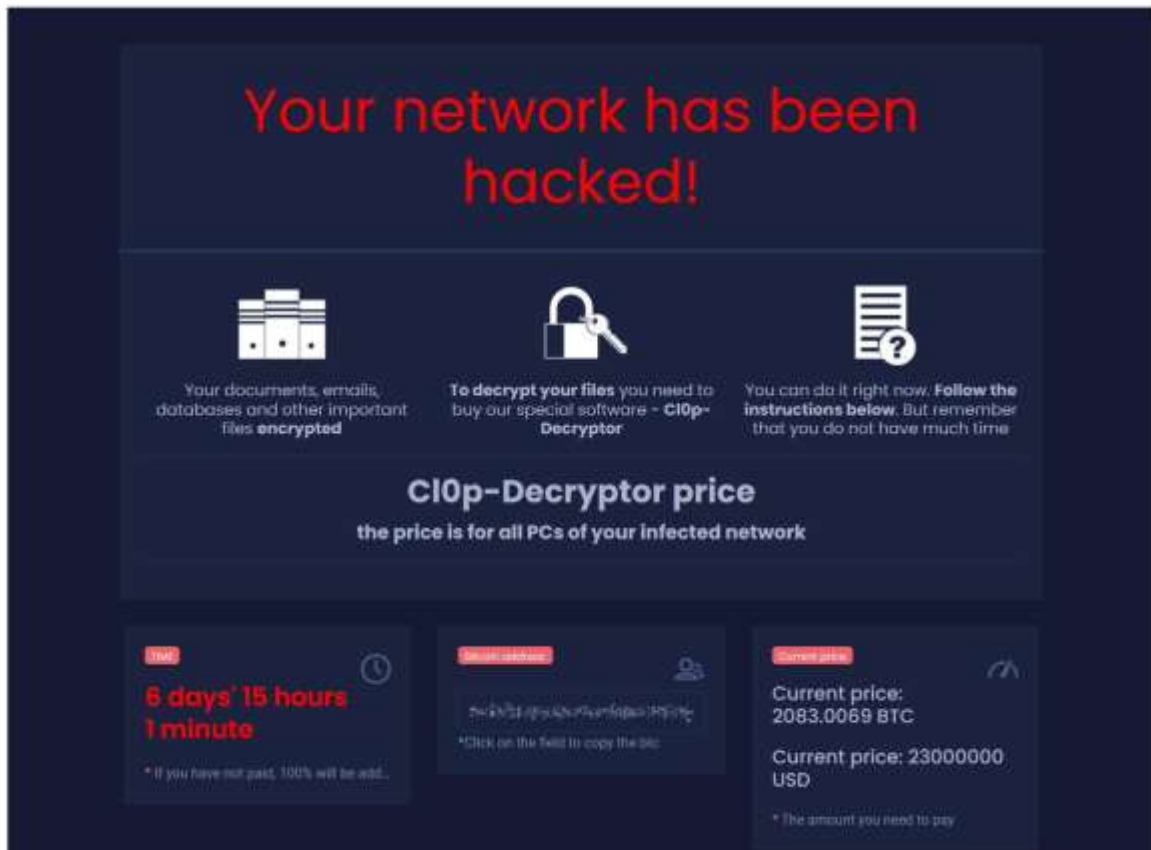 Your network has been
hacked!
Your documents, emails,
databases and other important
files encrypted
To decrypt your files you need to
buy our special software - Cl0p-
Decryptor
You can do it right now. Follow the
instructions below. But remember
that you do not have much time
Cl0p-Decryptor price
the price is for all PCs of your infected network
TIME
6 days' 15 hours
1 minute
* If you have not paid, 100% will be add...
Bitcoin address
*Click on the field to copy the btc
Current price
Current price:
2083.0069 BTC
Current price: 23000000
USD
* The amount you need to pay